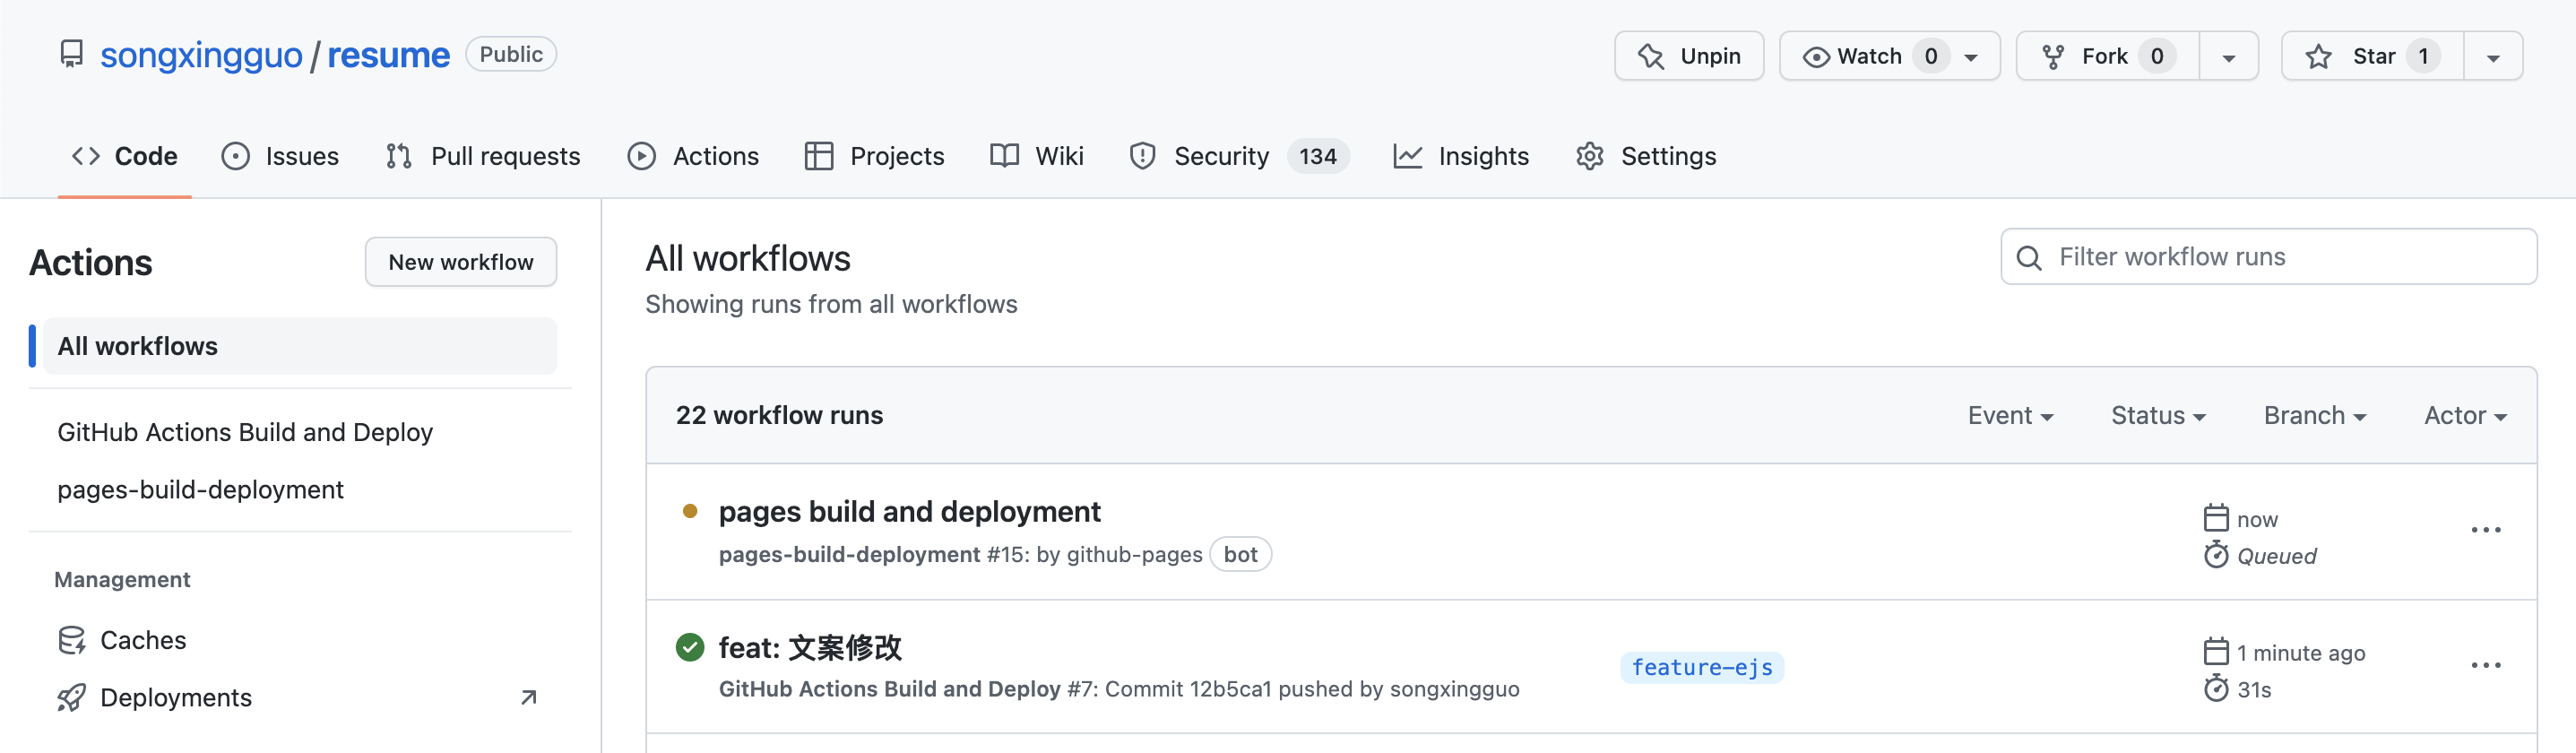 songxingguo / resume Public Unpin Watch 0 Fork 0 Star 1
Code Issues Pull requests Actions Projects Wiki Security 134 Insights Settings
Actions New workflow
All workflows
GitHub Actions Build and Deploy
pages-build-deployment
Management
Caches
Deployments
All workflows
Showing runs from all workflows
Filter workflow runs
22 workflow runs Event Status Branch Actor
pages build and deployment
pages-build-deployment #15: by github-pages bot
now
Queued
feat: 文案修改
GitHub Actions Build and Deploy #7: Commit 12b5ca1 pushed by songxingguo
feature-ejs
1 minute ago
31s